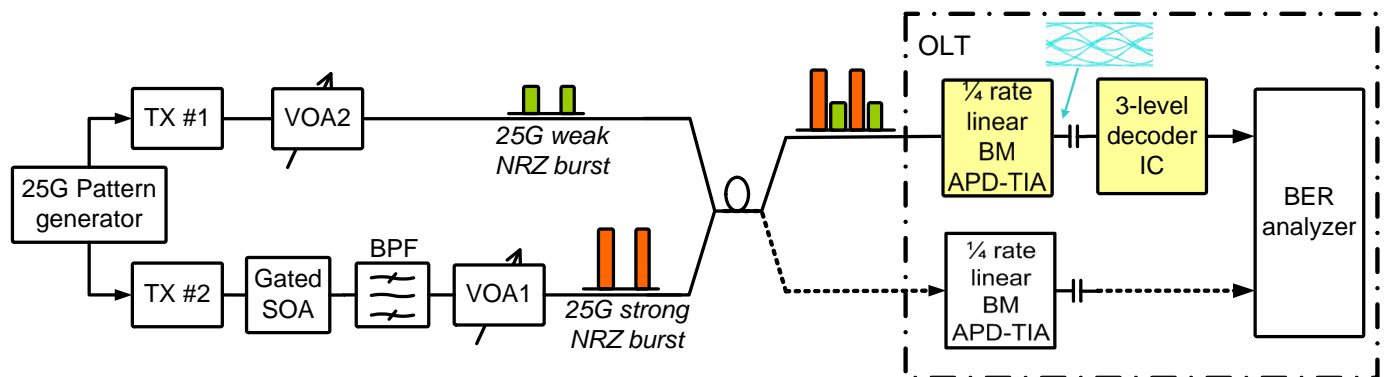 OLT
TX #1
VOA2
25G weak
NRZ burst
¼ rate
linear
BM
APD-TIA
3-level
decoder
IC
25G Pattern
generator
BER
analyzer
TX #2
Gated
SOA
BPF
VOA1
25G strong
NRZ burst
¼ rate
linear
BM
APD-TIA